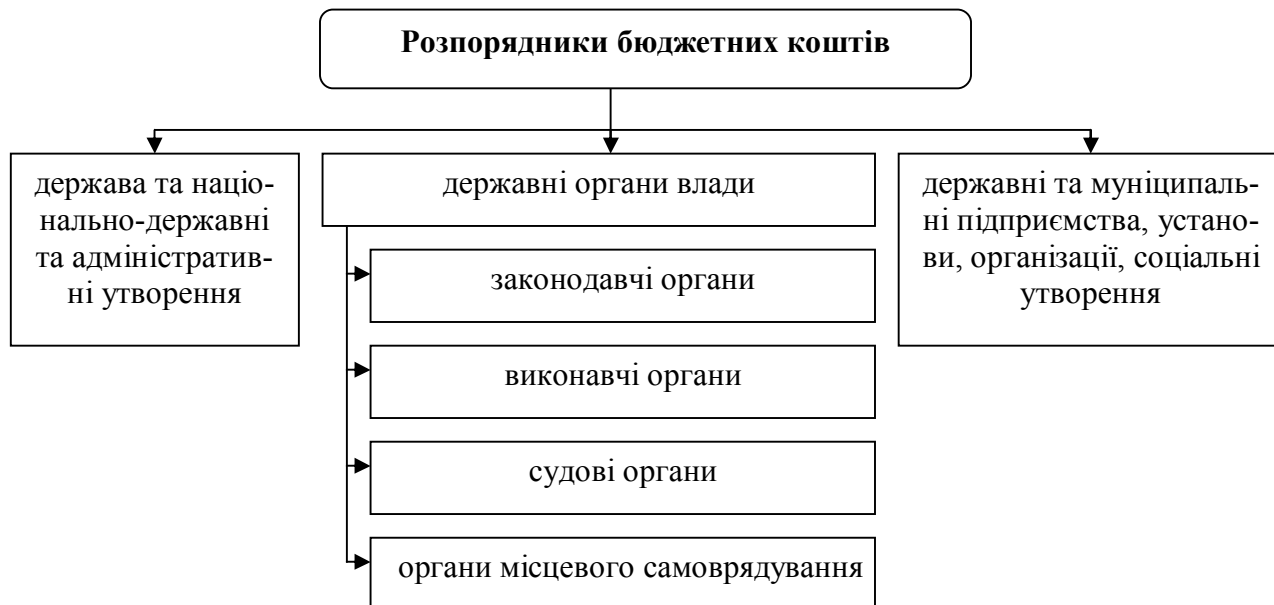 Розпорядники бюджетних коштів
держава та націо-
нально-державні
та адміністратив-
ні утворення
державні органи влади
законодавчі органи
виконавчі органи
судові органи
органи місцевого самоврядування
державні та муніципаль-
ні підприємства, устано-
ви, організації, соціальні
утворення